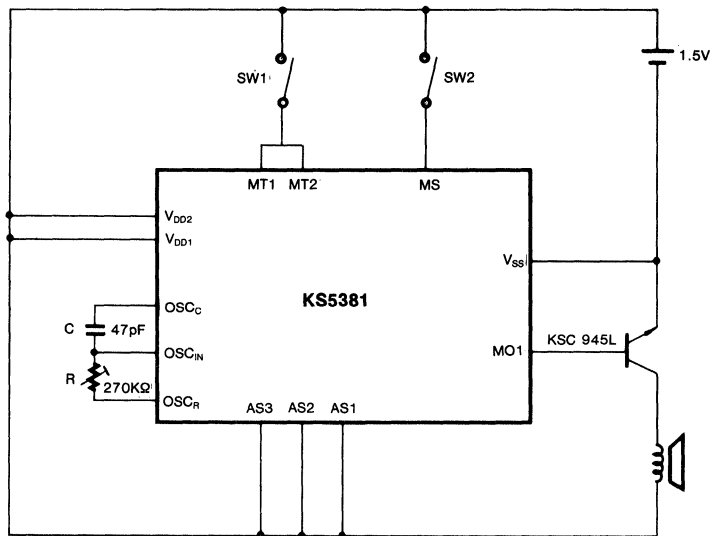 1.5V
SW1
SW2
MT1 MT2 MS
VDD2
VDD1
VSS
KS5381
OSCC
C 47pF
KSC 945L
OSCIN
MO1
R 270KΩ
OSCR
AS3 AS2 AS1